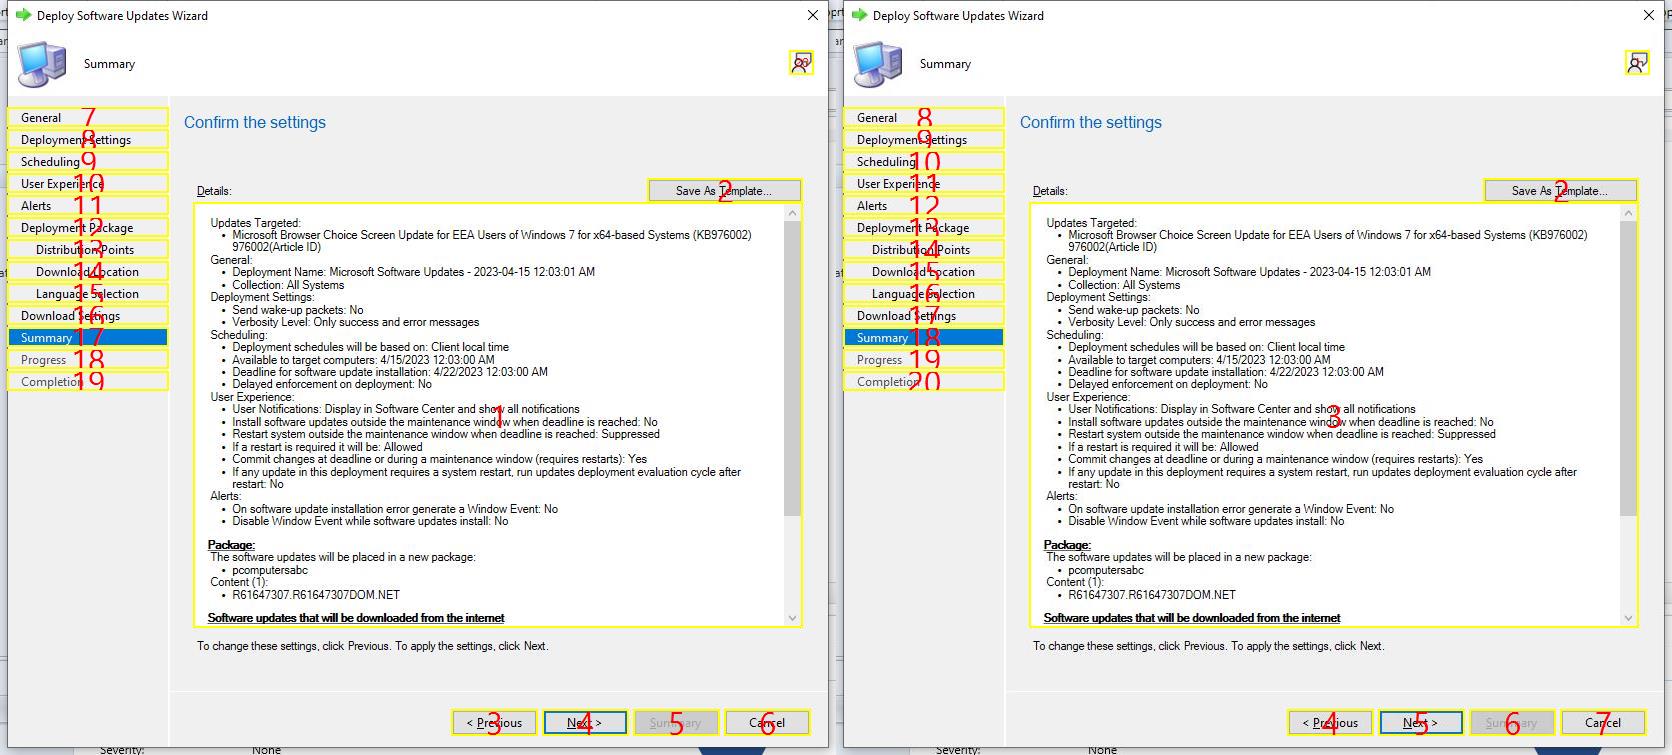 Deploy Software Updates Wizard
Summary
20
General 7
Deployment Settings 8
Scheduling 9
User Experience 10
Alerts 11
Deployment Package 12
Distribution Points 13
Download Location 14
Language Selection 15
Download Settings 16
Summary 17
Progress 18
Completion 19
Confirm the settings
Details:
Save As Template... 2
Updates Targeted:
• Microsoft Browser Choice Screen Update for EEA Users of Windows 7 for x64-based Systems (KB976002)
976002(Article ID)
General:
• Deployment Name: Microsoft Software Updates - 2023-04-15 12:03:01 AM
• Collection: All Systems
Deployment Settings:
• Send wake-up packets: No
• Verbosity Level: Only success and error messages
Scheduling:
• Deployment schedules will be based on: Client local time
• Available to target computers: 4/15/2023 12:03:00 AM
• Deadline for software update installation: 4/22/2023 12:03:00 AM
• Delayed enforcement on deployment: No
User Experience:
• User Notifications: Display in Software Center and show all notifications
1
• Install software updates outside the maintenance window when deadline is reached: No
• Restart system outside the maintenance window when deadline is reached: Suppressed
• If a restart is required it will be: Allowed
• Commit changes at deadline or during a maintenance window (requires restarts): Yes
• If any update in this deployment requires a system restart, run updates deployment evaluation cycle after
restart: No
Alerts:
• On software update installation error generate a Window Event: No
• Disable Window Event while software updates install: No
Package:
The software updates will be placed in a new package:
• pcomputersabc
Content (1):
• R61647307.R61647307DOM.NET
Software updates that will be downloaded from the internet
To change these settings, click Previous. To apply the settings, click Next.
< Previous 3
Next > 4
Summary 5
Cancel 6
Severity: None
Deploy Software Updates Wizard
Summary
General 8
Deployment Settings 9
Scheduling 10
User Experience 11
Alerts 12
Deployment Package 13
Distribution Points 14
Download Location 15
Language Selection 16
Download Settings 17
Summary 18
Progress 19
Completion 20
Confirm the settings
Details:
Save As Template... 2
Updates Targeted:
• Microsoft Browser Choice Screen Update for EEA Users of Windows 7 for x64-based Systems (KB976002)
976002(Article ID)
General:
• Deployment Name: Microsoft Software Updates - 2023-04-15 12:03:01 AM
• Collection: All Systems
Deployment Settings:
• Send wake-up packets: No
• Verbosity Level: Only success and error messages
Scheduling:
• Deployment schedules will be based on: Client local time
• Available to target computers: 4/15/2023 12:03:00 AM
• Deadline for software update installation: 4/22/2023 12:03:00 AM
• Delayed enforcement on deployment: No
User Experience:
• User Notifications: Display in Software Center and show all notifications
3
• Install software updates outside the maintenance window when deadline is reached: No
• Restart system outside the maintenance window when deadline is reached: Suppressed
• If a restart is required it will be: Allowed
• Commit changes at deadline or during a maintenance window (requires restarts): Yes
• If any update in this deployment requires a system restart, run updates deployment evaluation cycle after
restart: No
Alerts:
• On software update installation error generate a Window Event: No
• Disable Window Event while software updates install: No
Package:
The software updates will be placed in a new package:
• pcomputersabc
Content (1):
• R61647307.R61647307DOM.NET
Software updates that will be downloaded from the internet
To change these settings, click Previous. To apply the settings, click Next.
< Previous 4
Next > 5
Summary 6
Cancel 7
Severity: None